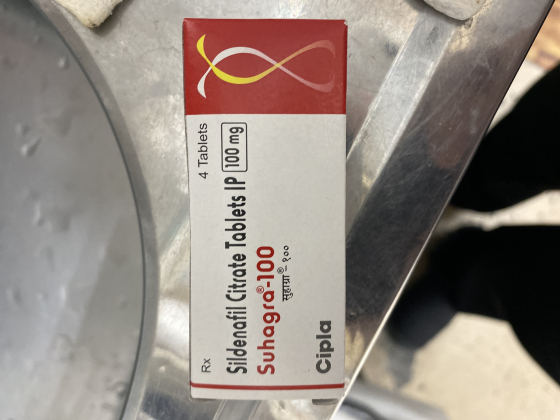 Rx
4 Tablets
Sildenafil Citrate Tablets IP 100 mg
Suhagra®-100
सुहाग्रा® - १००
Cipla